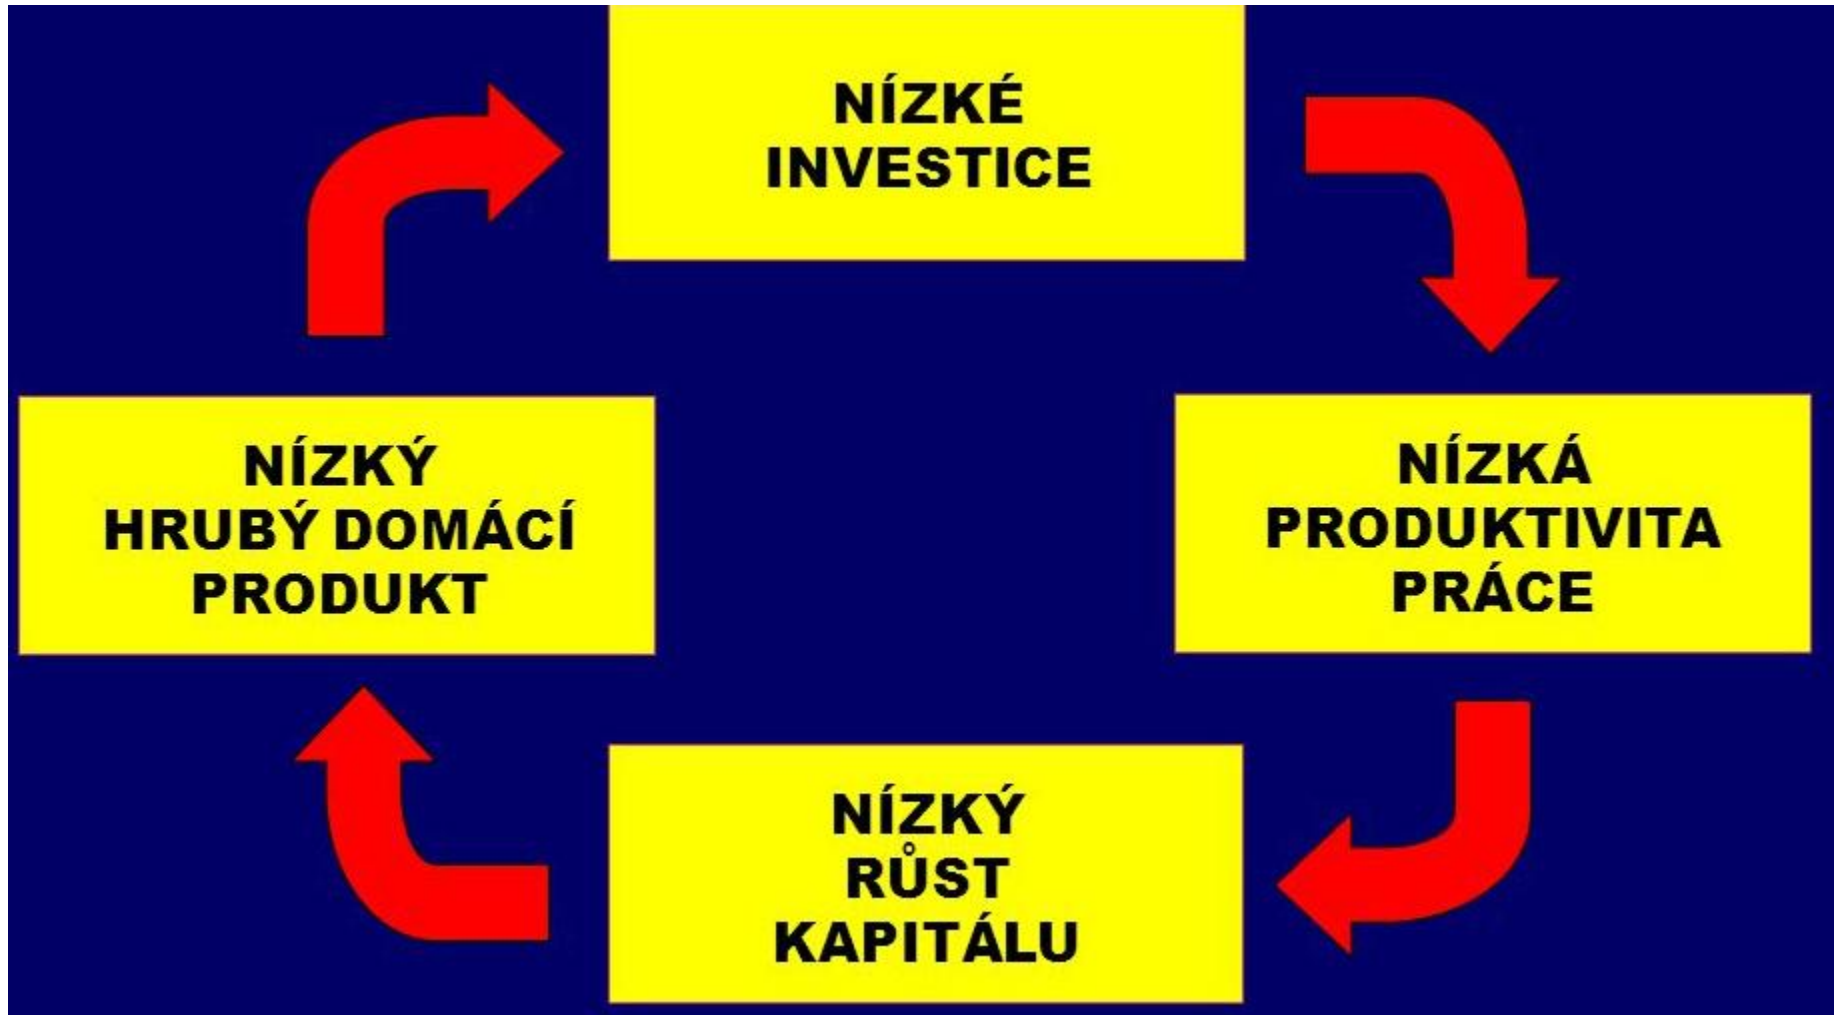 NÍZKÉ
INVESTICE
NÍZKÝ
HRUBÝ DOMÁCÍ
PRODUKT
NÍZKÁ
PRODUKTIVITA
PRÁCE
NÍZKÝ
RŮST
KAPITÁLU